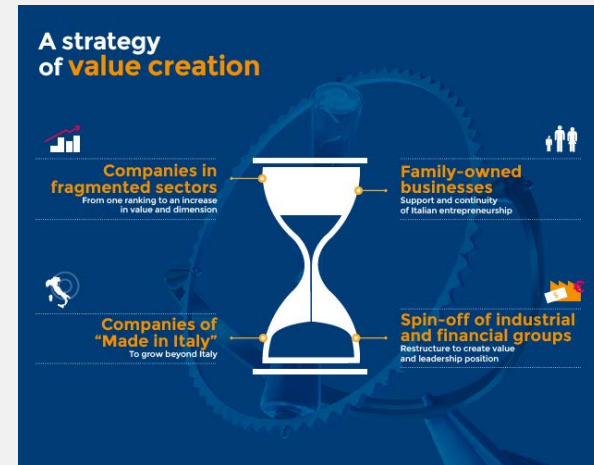 A strategy
of value creation
Companies in
fragmented sectors
From one ranking to an increase
in value and dimension
Family-owned
businesses
Support and continuity
of Italian entrepreneurship
Companies of
“Made in Italy”
To grow beyond Italy
Spin-off of industrial
and financial groups
Restructure to create value
and leadership position
$
€